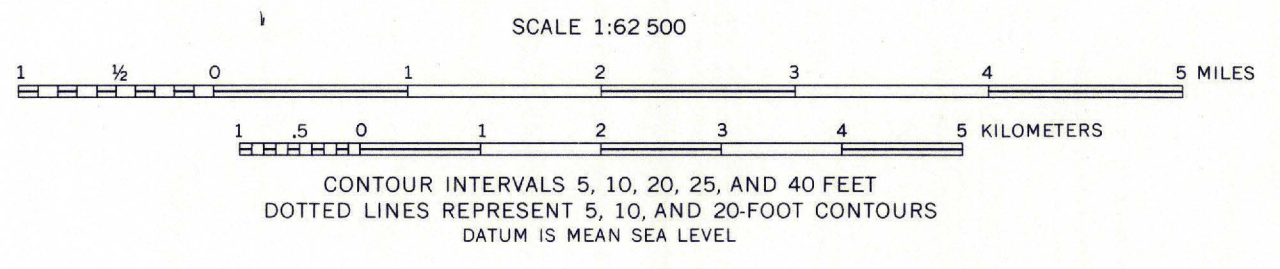 SCALE 1:62 500
1 ½ 0 1 2 3 4 5 MILES
1 .5 0 1 2 3 4 5 KILOMETERS
CONTOUR INTERVALS 5, 10, 20, 25, AND 40 FEET
DOTTED LINES REPRESENT 5, 10, AND 20-FOOT CONTOURS
DATUM IS MEAN SEA LEVEL